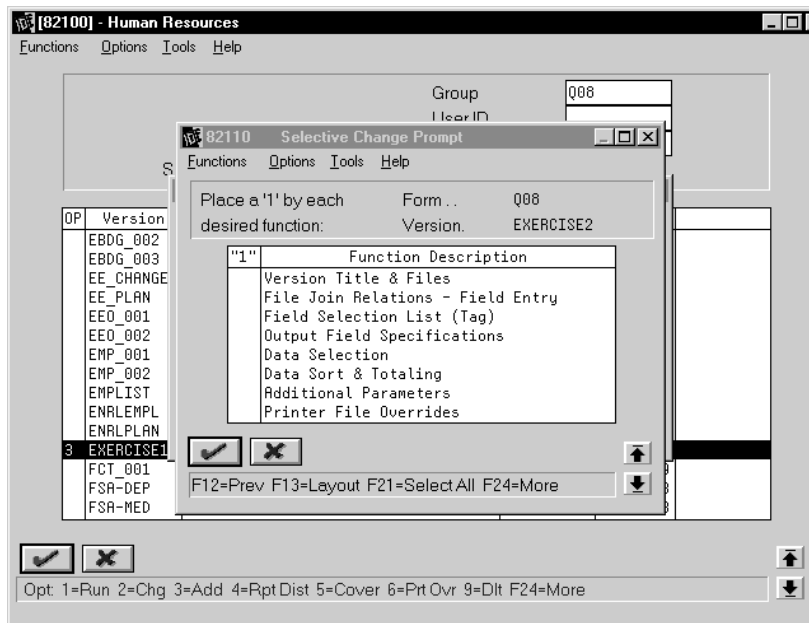 [82100] - Human Resources
Functions Options Tools Help
Group Q08
User ID
82110 Selective Change Prompt
Functions Options Tools Help
Place a '1' by each Form . . Q08
desired function: Version. EXERCISE2
"1" Function Description
Version Title & Files
File Join Relations - Field Entry
Field Selection List (Tag)
Output Field Specifications
Data Selection
Data Sort & Totaling
Additional Parameters
Printer File Overrides
F12=Prev F13=Layout F21=Select All F24=More
OP Version
EBDG_002
EBDG_003
EE_CHANGE
EE_PLAN
EEO_001
EEO_002
EMP_001
EMP_002
EMPLIST
ENRLEMPL
ENRLPLAN
3 EXERCISE1
FCT_001
FSA-DEP
FSA-MED
Opt: 1=Run 2=Chg 3=Add 4=Rpt Dist 5=Cover 6=Prt Ovr 9=Dlt F24=More